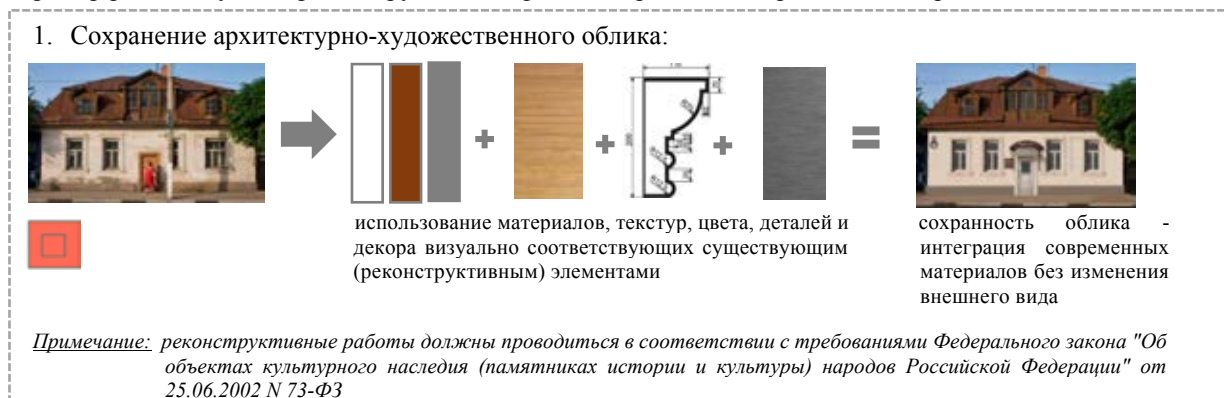 1. Сохранение архитектурно-художественного облика:
использование материалов, текстур, цвета, деталей и
декора визуально соответствующих существующим
(реконструктивным) элементами
сохранность облика -
интеграция современных
материалов без изменения
внешнего вида
Примечание: реконструктивные работы должны проводиться в соответствии с требованиями Федерального закона "Об
объектах культурного наследия (памятниках истории и культуры) народов Российской Федерации" от
25.06.2002 N 73-ФЗ